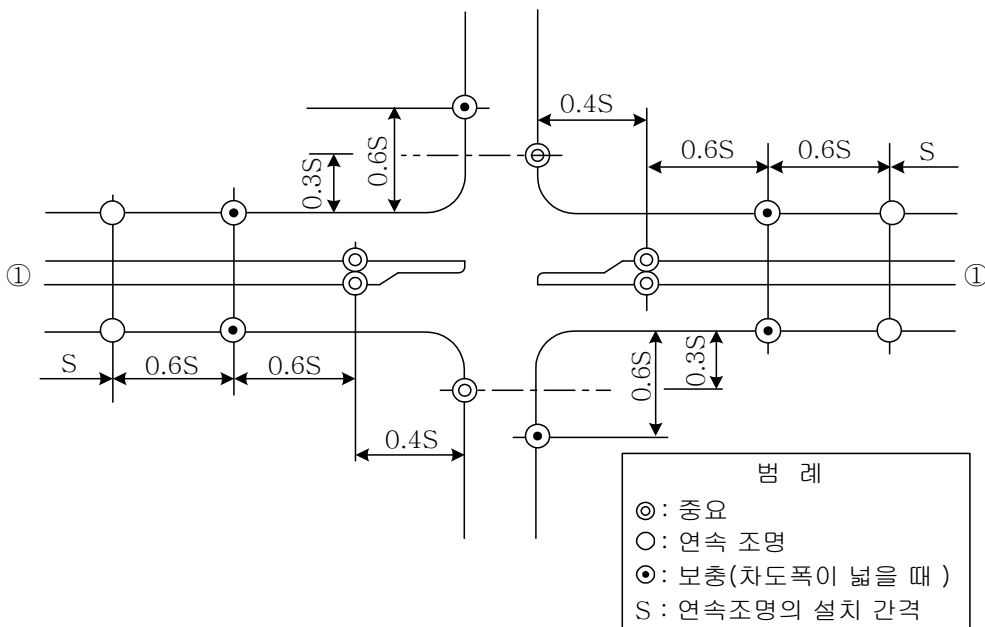 0.4S
0.6S
0.3S
0.6S
0.6S
S
①
①
S
0.6S
0.6S
0.6S
0.3S
0.4S
범 례
◎ : 중요
○ : 연속 조명
⊙ : 보충(차도폭이 넓을 때 )
S : 연속조명의 설치 간격